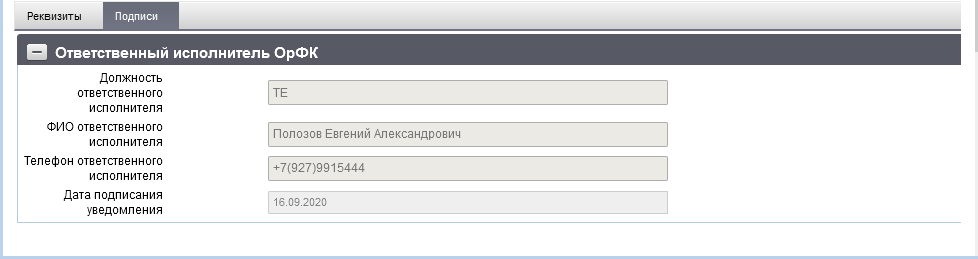 Реквизиты Подписи
Ответственный исполнитель ОрФК
Должность
ответственного
исполнителя
ТЕ
ФИО ответственного
исполнителя
Полозов Евгений Александрович
Телефон ответственного
исполнителя
+7(927)9915444
Дата подписания
уведомления
16.09.2020